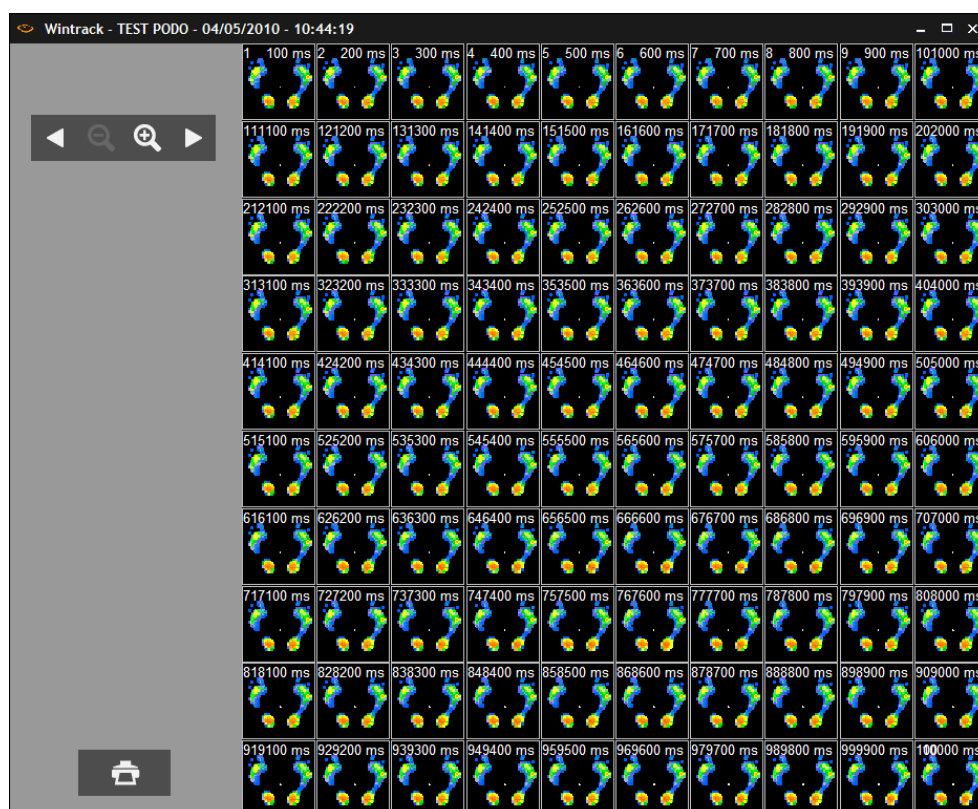 Wintrack - TEST PODO - 04/05/2010 - 10:44:19
1 100 ms 2 200 ms 3 300 ms 4 400 ms 5 500 ms 6 600 ms 7 700 ms 8 800 ms 9 900 ms 101000 ms
111100 ms 121200 ms 131300 ms 141400 ms 151500 ms 161600 ms 171700 ms 181800 ms 191900 ms 202000 ms
212100 ms 222200 ms 232300 ms 242400 ms 252500 ms 262600 ms 272700 ms 282800 ms 292900 ms 303000 ms
313100 ms 323200 ms 333300 ms 343400 ms 353500 ms 363600 ms 373700 ms 383800 ms 393900 ms 404000 ms
414100 ms 424200 ms 434300 ms 444400 ms 454500 ms 464600 ms 474700 ms 484800 ms 494900 ms 505000 ms
515100 ms 525200 ms 535300 ms 545400 ms 555500 ms 565600 ms 575700 ms 585800 ms 595900 ms 606000 ms
616100 ms 626200 ms 636300 ms 646400 ms 656500 ms 666600 ms 676700 ms 686800 ms 696900 ms 707000 ms
717100 ms 727200 ms 737300 ms 747400 ms 757500 ms 767600 ms 777700 ms 787800 ms 797900 ms 808000 ms
818100 ms 828200 ms 838300 ms 848400 ms 858500 ms 868600 ms 878700 ms 888800 ms 898900 ms 909000 ms
919100 ms 929200 ms 939300 ms 949400 ms 959500 ms 969600 ms 979700 ms 989800 ms 999900 ms ms